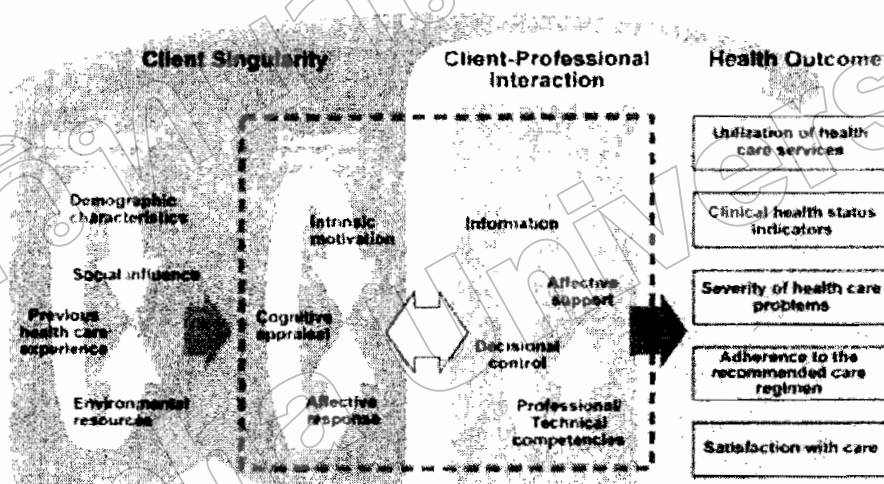 Client Singularity
Client-Professional
Interaction
Health Outcome
Demographic
characteristics
Social influence
Previous
health care
experience
Environmental
resources
Intrinsic
motivation
Cognitive
appraisal
Affective
response
Information
Affective
support
Decisional
control
Professional/
Technical
competencies
Utilization of health
care services
Clinical health status
indicators
Severity of health care
problems
Adherence to the
recommended care
regimen
Satisfaction with care